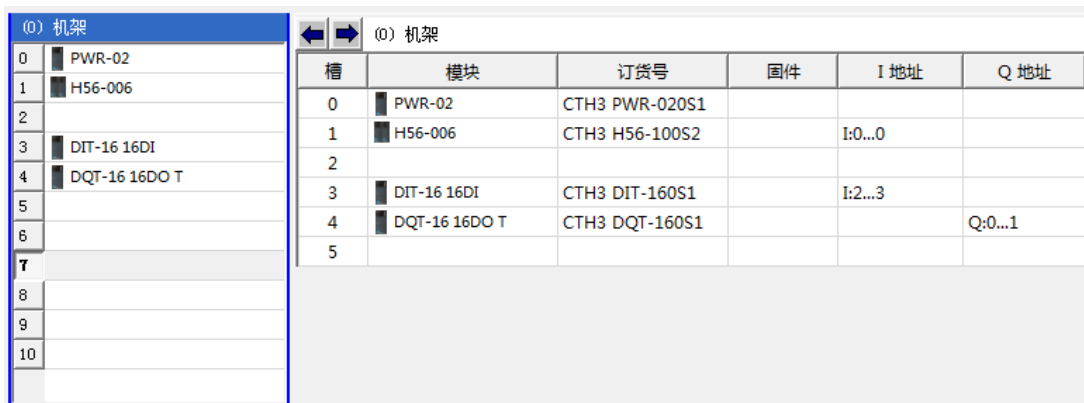 (0) 机架
0 PWR-02
1 H56-006
2
3 DIT-16 16DI
4 DQT-16 16DO T
5
6
7
8
9
10
(0) 机架
槽 模块 订货号 固件 I 地址 Q 地址
0 PWR-02 CTH3 PWR-020S1
1 H56-006 CTH3 H56-100S2 I:0...0
2
3 DIT-16 16DI CTH3 DIT-160S1 I:2...3
4 DQT-16 16DO T CTH3 DQT-160S1 Q:0...1
5